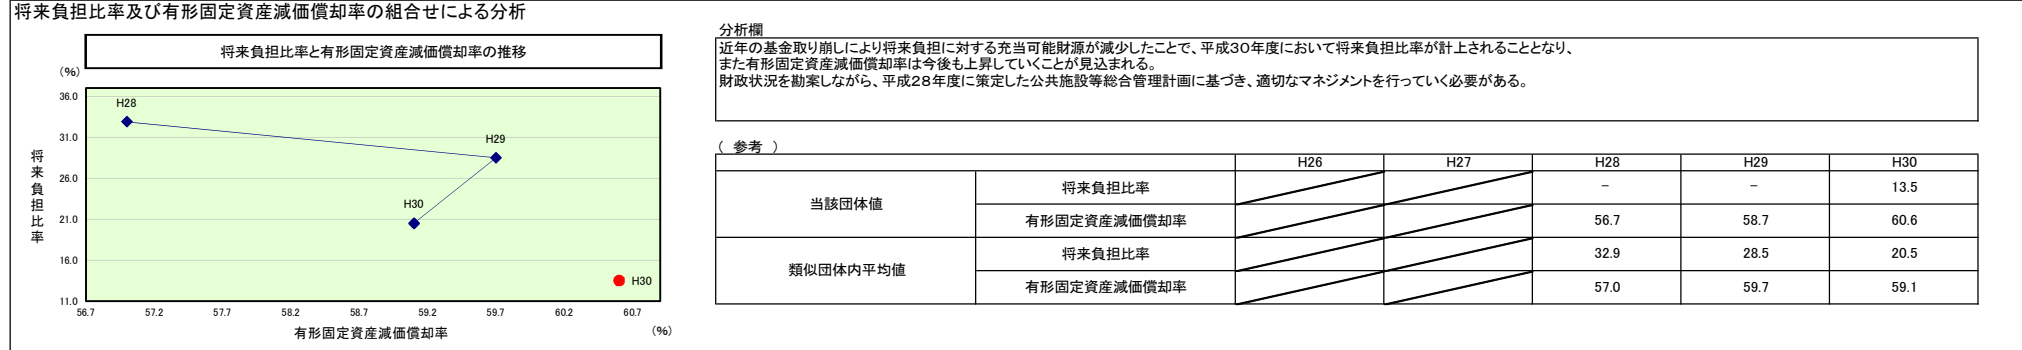 将来負担比率及び有形固定資産減価償却率の組合せによる分析
将来負担比率と有形固定資産減価償却率の推移
(%)
36.0
31.0
26.0
21.0
16.0
11.0
将来負担比率
H28
H29
H30
H30
56.7 57.2 57.7 58.2 58.7 59.2 59.7 60.2 60.7
有形固定資産減価償却率
(%)
分析欄
近年の基金取り崩しにより将来負担に対する充当可能財源が減少したことで、平成30年度において将来負担比率が計上されることとなり、
また有形固定資産減価償却率は今後も上昇していくことが見込まれる。
財政状況を勘案しながら、平成28年度に策定した公共施設等総合管理計画に基づき、適切なマネジメントを行っていく必要がある。
( 参考 )
H26 H27 H28 H29 H30
当該団体値
将来負担比率 － － 13.5
有形固定資産減価償却率 56.7 58.7 60.6
類似団体内平均値
将来負担比率 32.9 28.5 20.5
有形固定資産減価償却率 57.0 59.7 59.1